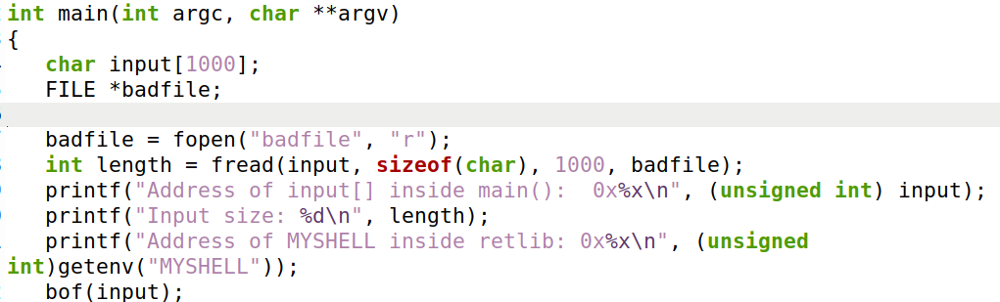 int main(int argc, char **argv)
{
   char input[1000];
   FILE *badfile;
   badfile = fopen("badfile", "r");
   int length = fread(input, sizeof(char), 1000, badfile);
   printf("Address of input[] inside main():  0x%x\n", (unsigned int) input);
   printf("Input size: %d\n", length);
   printf("Address of MYSHELL inside retlib: 0x%x\n", (unsigned
int)getenv("MYSHELL"));
   bof(input);